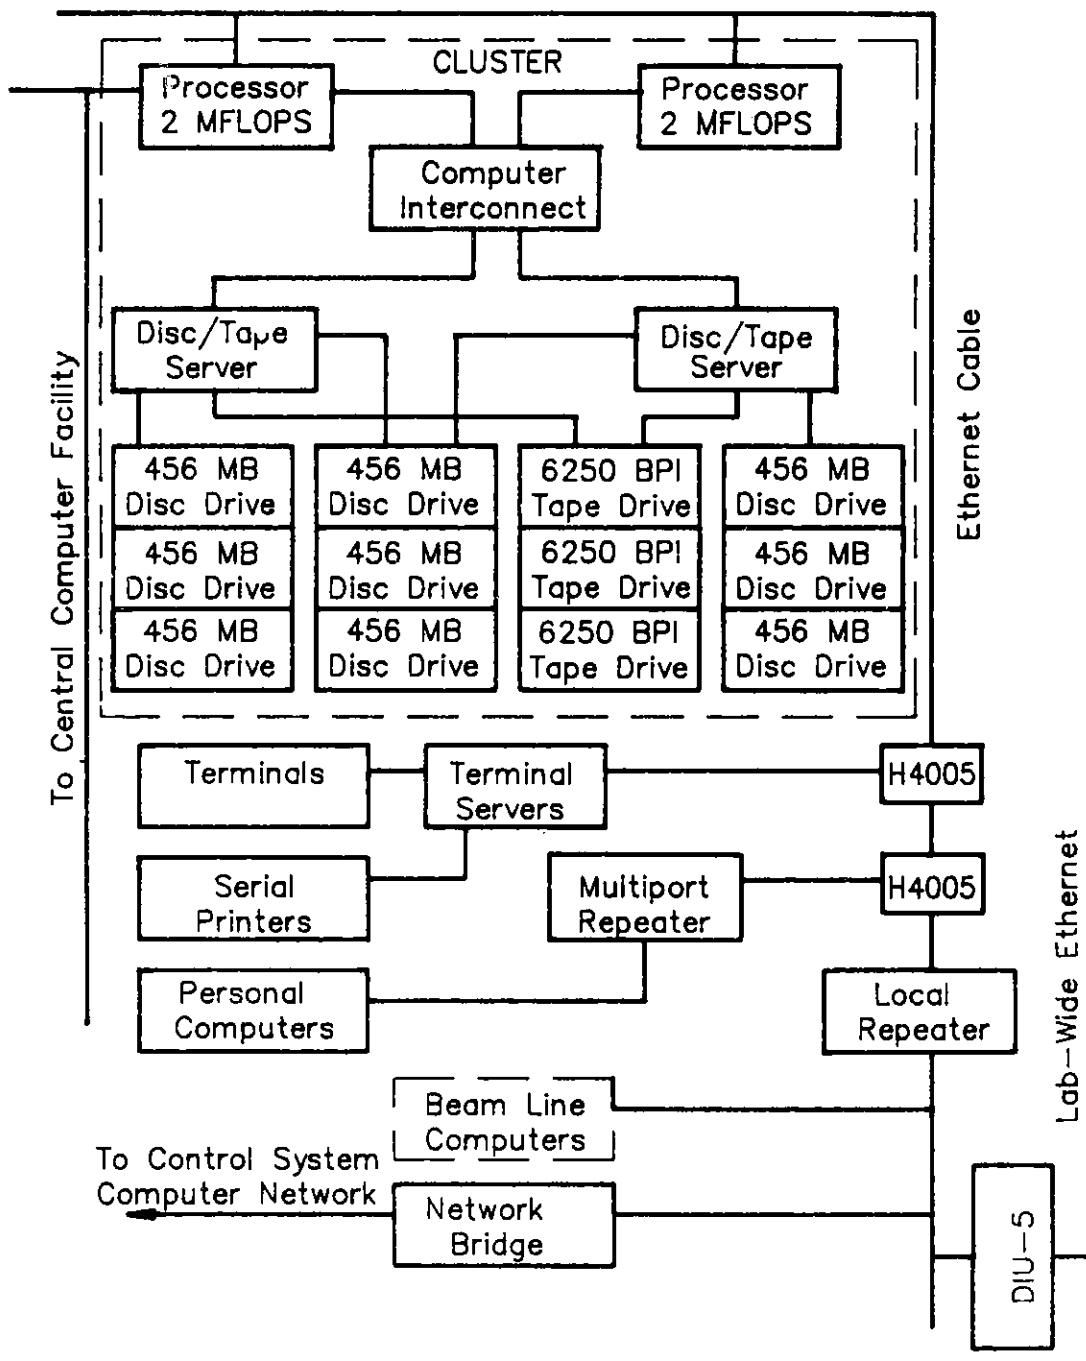 CLUSTER
Processor
2 MFLOPS
Processor
2 MFLOPS
Computer
Interconnect
Disc/Tape
Server
Disc/Tape
Server
456 MB
Disc Drive
456 MB
Disc Drive
6250 BPI
Tape Drive
456 MB
Disc Drive
456 MB
Disc Drive
456 MB
Disc Drive
6250 BPI
Tape Drive
456 MB
Disc Drive
456 MB
Disc Drive
456 MB
Disc Drive
6250 BPI
Tape Drive
456 MB
Disc Drive
To Central Computer Facility
Ethernet Cable
Terminals
Terminal
Servers
H4005
Serial
Printers
Multiport
Repeater
H4005
Personal
Computers
Local
Repeater
Lab-Wide Ethernet
Beam Line
Computers
To Control System
Computer Network
Network
Bridge
DIU-5